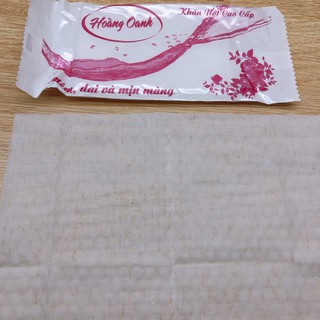 Hoàng Oanh
Khăn Ướt Cao Cấp
dai và mịn màng